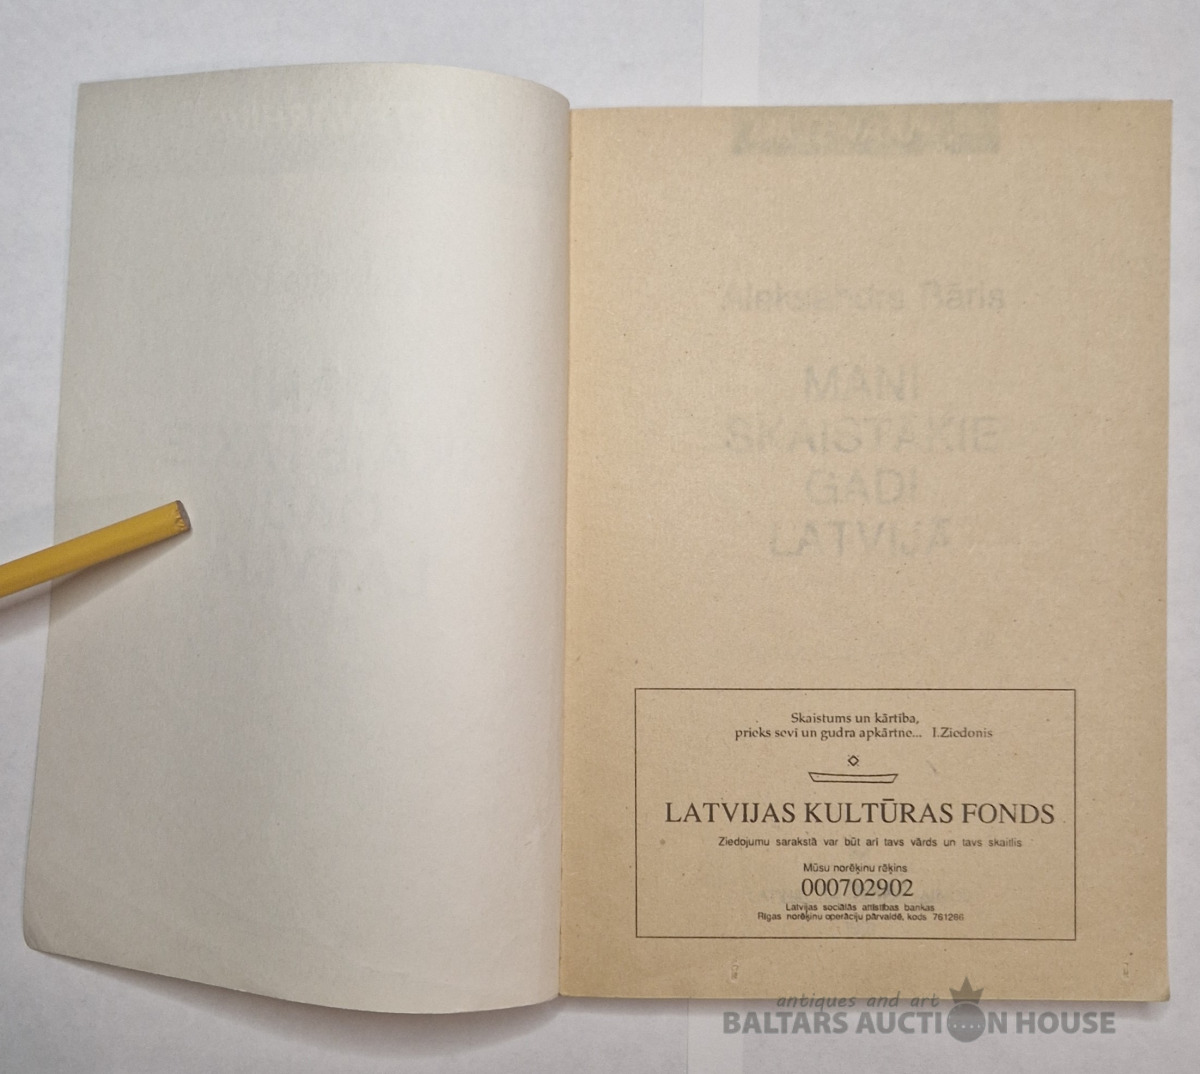 Aleksandrs Bāris
MANI
SKAISTĀKIE
GADI
LATVIJĀ
Skaistums un kārtība,
prieks sevī un gudra apkārtne... I.Ziedonis
LATVIJAS KULTŪRAS FONDS
Ziedojumu sarakstā var būt arī tavs vārds un tavs skaitlis
Mūsu norēķinu rēķins
000702902
Latvijas sociālās attīstības bankas
Rīgas norēķinu operāciju pārvaldē, kods 761266
antiques and art
BALTARS AUCTION HOUSE